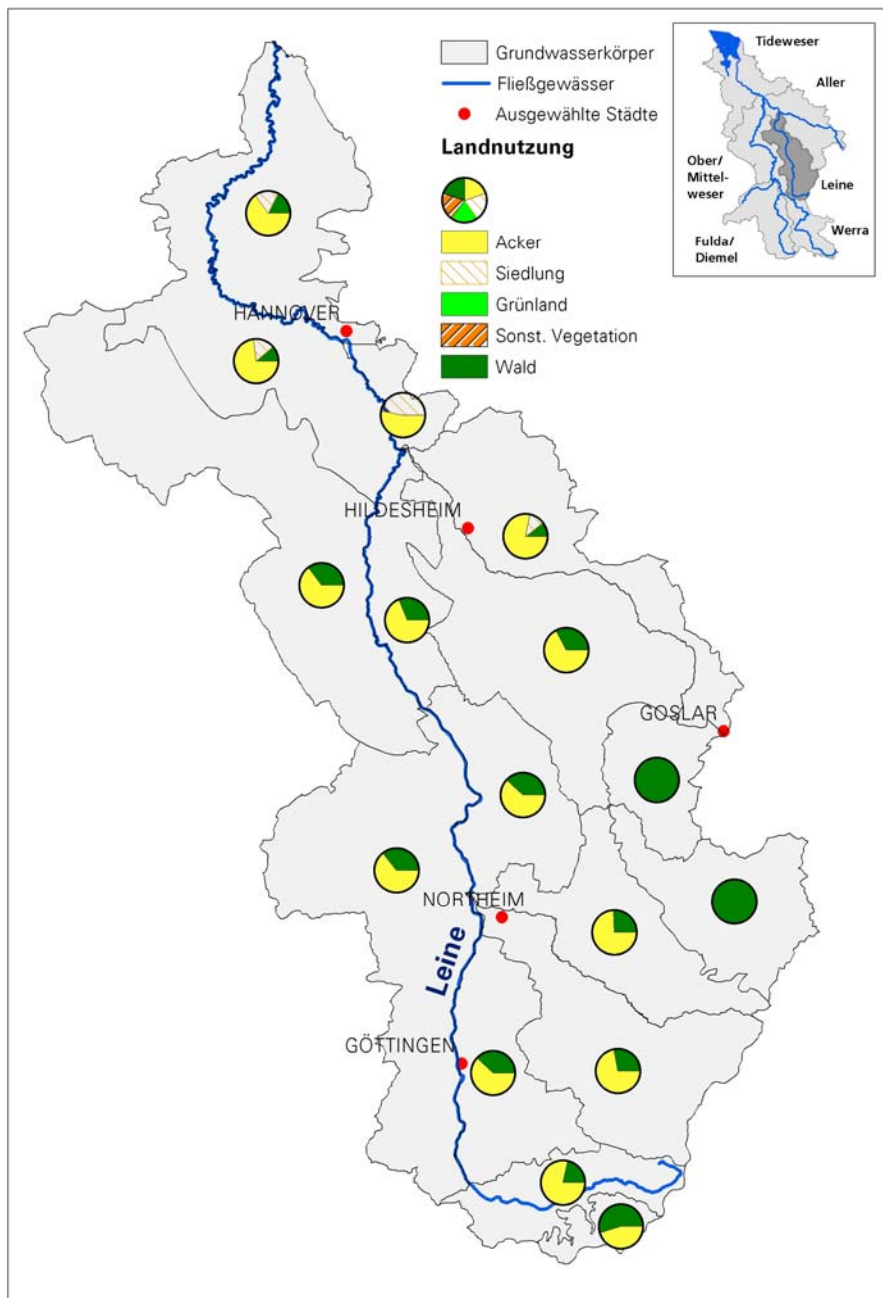 Grundwasserkörper
Fließgewässer
Ausgewählte Städte
Landnutzung
Acker
Siedlung
Grünland
Sonst. Vegetation
Wald
Tideweser
Aller
Ober/
Mittel-
weser
Leine
Werra
Fulda/
Diemel
HANNOVER
HILDESHEIM
GOSLAR
NORTHEIM
Leine
GÖTTINGEN